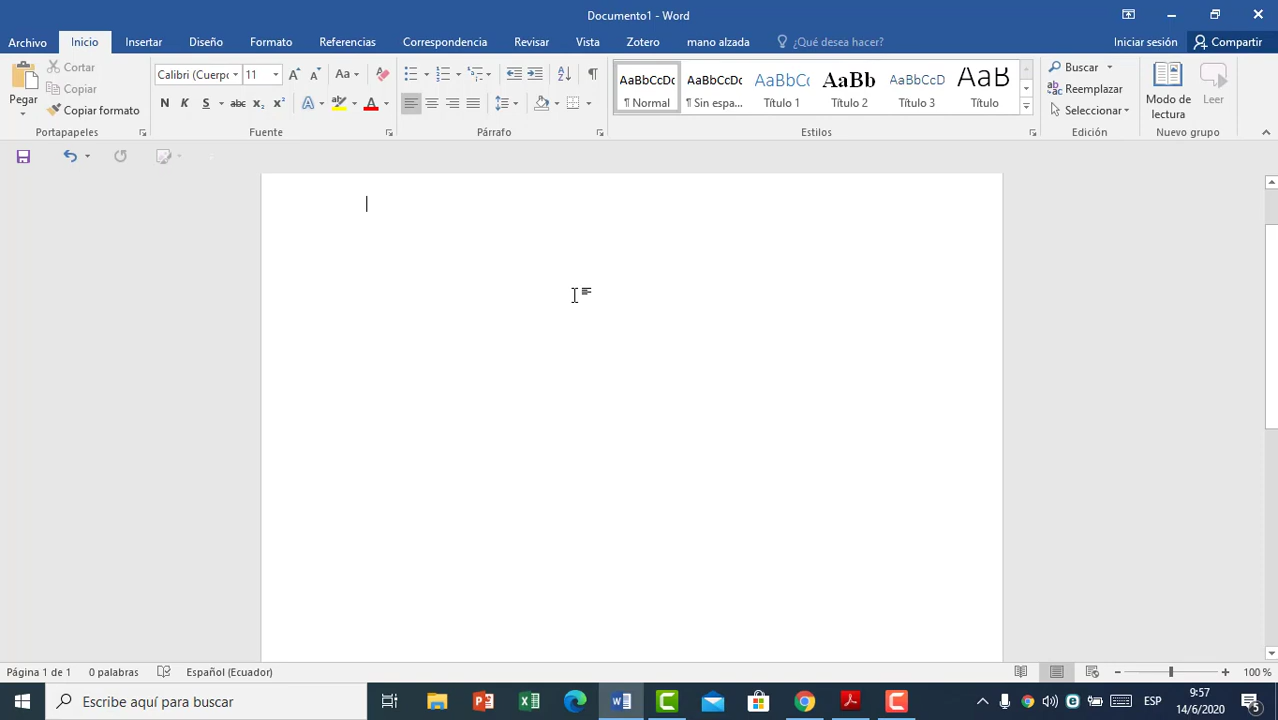 Documento1 - Word
Archivo Inicio Insertar Diseño Formato Referencias Correspondencia Revisar Vista Zotero mano alzada ¿Qué desea hacer? Iniciar sesión Compartir
Pegar
Cortar
Copiar
Copiar formato
Portapapeles
Calibri (Cuerpo 11 Aa
N K S abc x₂ x² A ab A
Fuente
Párrafo
AaBbCcDc AaBbCcDc AaBbCc AaBb AaBbCcD AaB
¶ Normal ¶ Sin espa... Título 1 Título 2 Título 3 Título
Estilos
Buscar
Reemplazar
Seleccionar
Edición
Modo de lectura
Leer
Nuevo grupo
Página 1 de 1 0 palabras Español (Ecuador) 100 %
Escribe aquí para buscar
ESP
9:57
14/6/2020
5